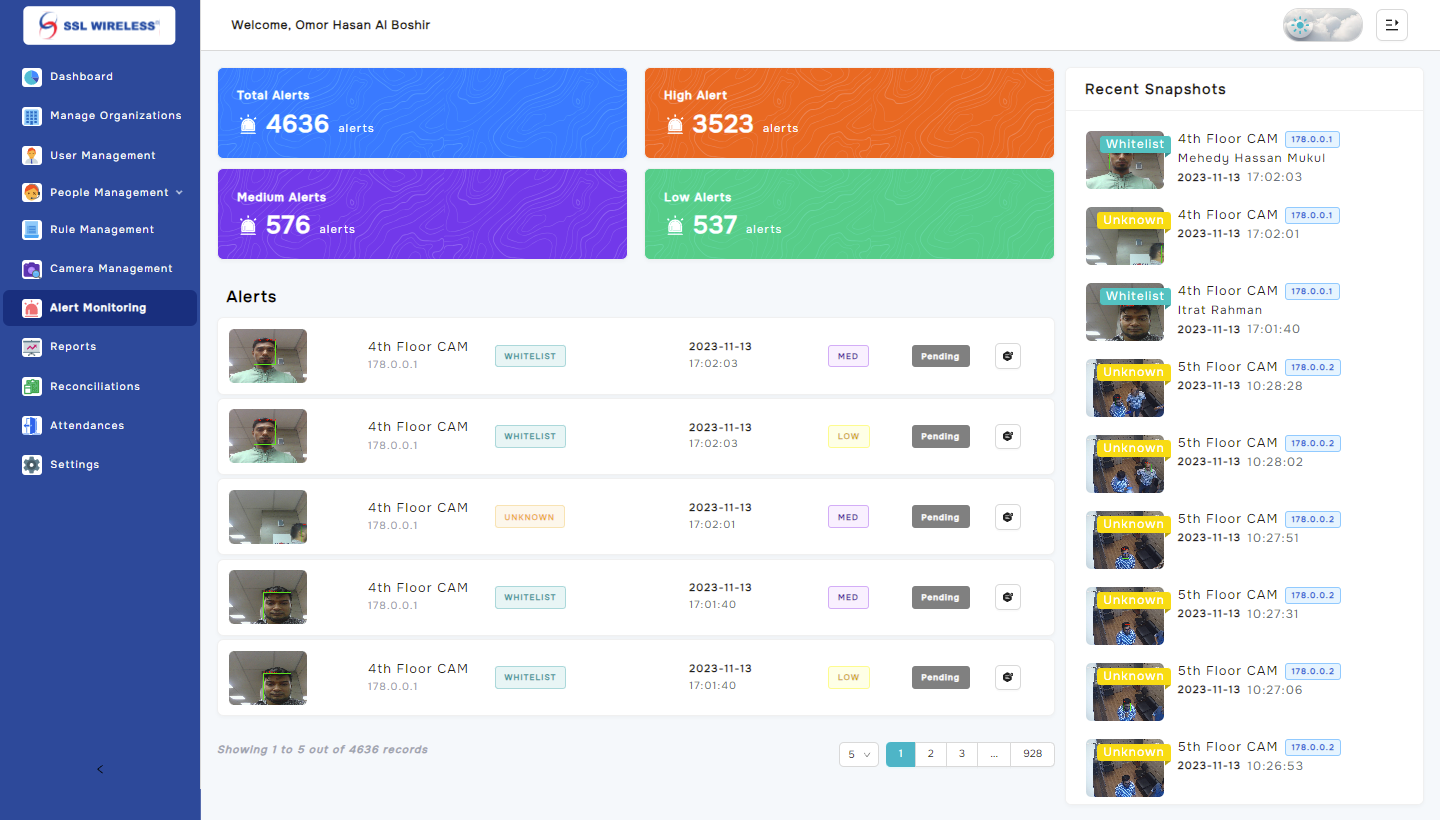 SSL WIRELESS®
Welcome, Omor Hasan Al Boshir
Dashboard
Manage Organizations
User Management
People Management
Rule Management
Camera Management
Alert Monitoring
Reports
Reconciliations
Attendances
Settings
Total Alerts
4636 alerts
High Alert
3523 alerts
Medium Alerts
576 alerts
Low Alerts
537 alerts
Alerts
4th Floor CAM WHITELIST 2023-11-13 MED Pending
178.0.0.1 17:02:03
4th Floor CAM WHITELIST 2023-11-13 LOW Pending
178.0.0.1 17:02:03
4th Floor CAM UNKNOWN 2023-11-13 MED Pending
178.0.0.1 17:02:01
4th Floor CAM WHITELIST 2023-11-13 MED Pending
178.0.0.1 17:01:40
4th Floor CAM WHITELIST 2023-11-13 LOW Pending
178.0.0.1 17:01:40
Showing 1 to 5 out of 4636 records
5 1 2 3 ... 928
Recent Snapshots
Whitelist 4th Floor CAM 178.0.0.1
Mehedy Hassan Mukul
2023-11-13 17:02:03
Unknown 4th Floor CAM 178.0.0.1
2023-11-13 17:02:01
Whitelist 4th Floor CAM 178.0.0.1
Itrat Rahman
2023-11-13 17:01:40
Unknown 5th Floor CAM 178.0.0.2
2023-11-13 10:28:28
Unknown 5th Floor CAM 178.0.0.2
2023-11-13 10:28:02
Unknown 5th Floor CAM 178.0.0.2
2023-11-13 10:27:51
Unknown 5th Floor CAM 178.0.0.2
2023-11-13 10:27:31
Unknown 5th Floor CAM 178.0.0.2
2023-11-13 10:27:06
Unknown 5th Floor CAM 178.0.0.2
2023-11-13 10:26:53